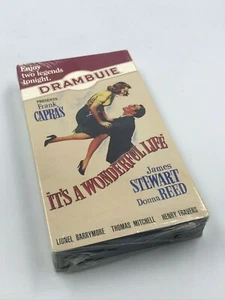 Enjoy
two legends
tonight.
DRAMBUIE
PRESENTS
Frank
CAPRA'S
"IT'S A WONDERFUL LIFE"
James
STEWART
Donna
REED
LIONEL BARRYMORE THOMAS MITCHELL HENRY TRAVERS